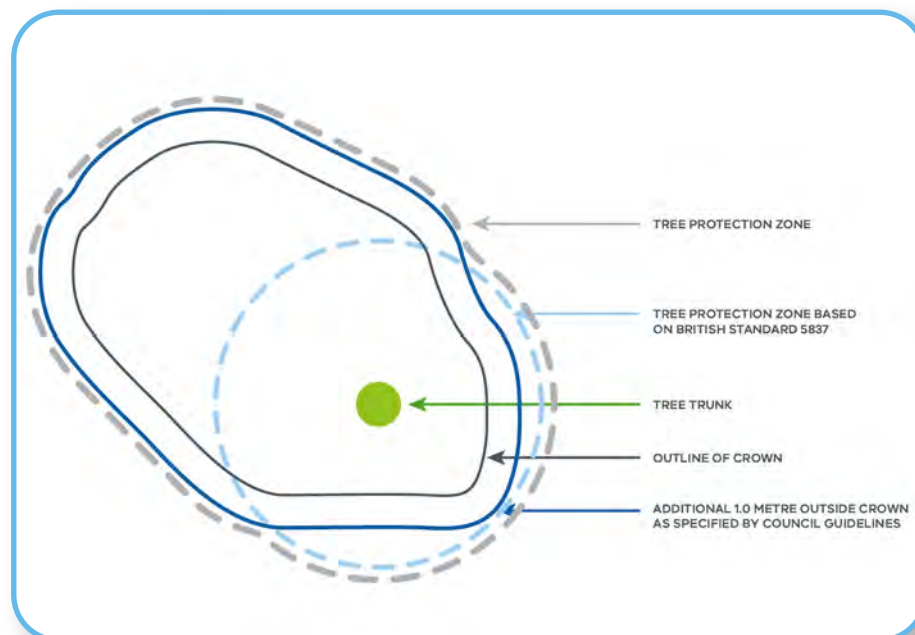 TREE PROTECTION ZONE
TREE PROTECTION ZONE BASED
ON BRITISH STANDARD 5837
TREE TRUNK
OUTLINE OF CROWN
ADDITIONAL 1.0 METRE OUTSIDE CROWN
AS SPECIFIED BY COUNCIL GUIDELINES